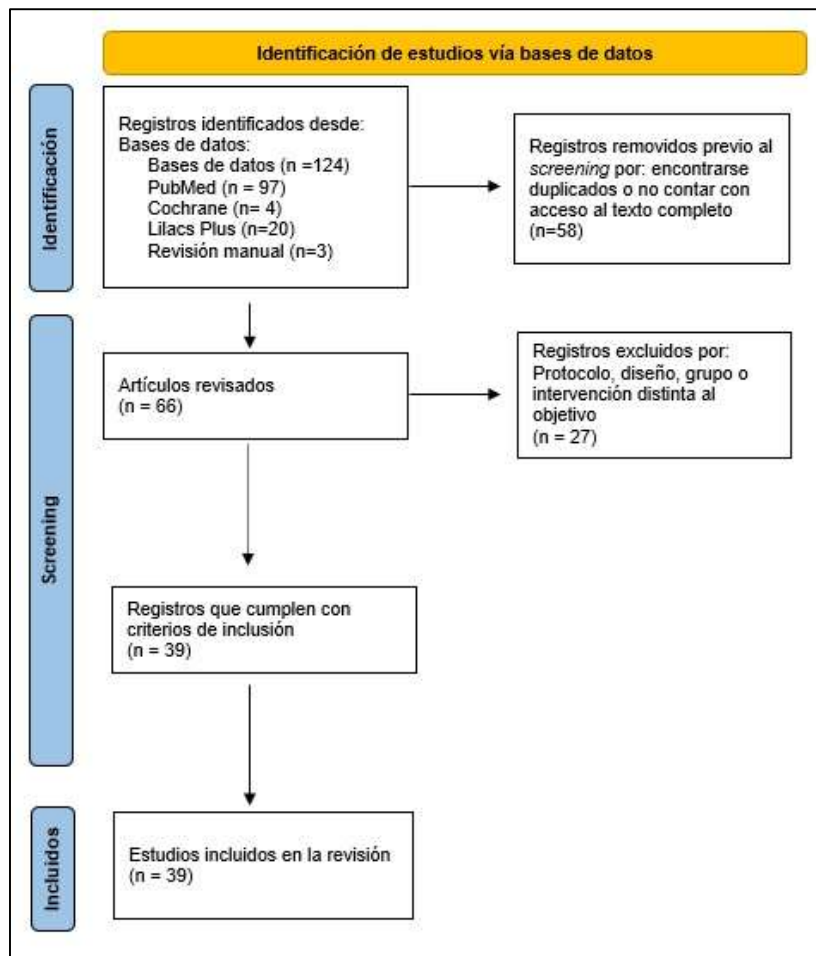 Identificación de estudios vía bases de datos
Identificación
Registros identificados desde:
Bases de datos:
Bases de datos (n =124)
PubMed (n = 97)
Cochrane (n= 4)
Lilacs Plus (n=20)
Revisión manual (n=3)
Registros removidos previo al
screening por: encontrarse
duplicados o no contar con
acceso al texto completo
(n=58)
Screening
Artículos revisados
(n = 66)
Registros excluidos por:
Protocolo, diseño, grupo o
intervención distinta al
objetivo
(n = 27)
Registros que cumplen con
criterios de inclusión
(n = 39)
Incluidos
Estudios incluidos en la revisión
(n = 39)